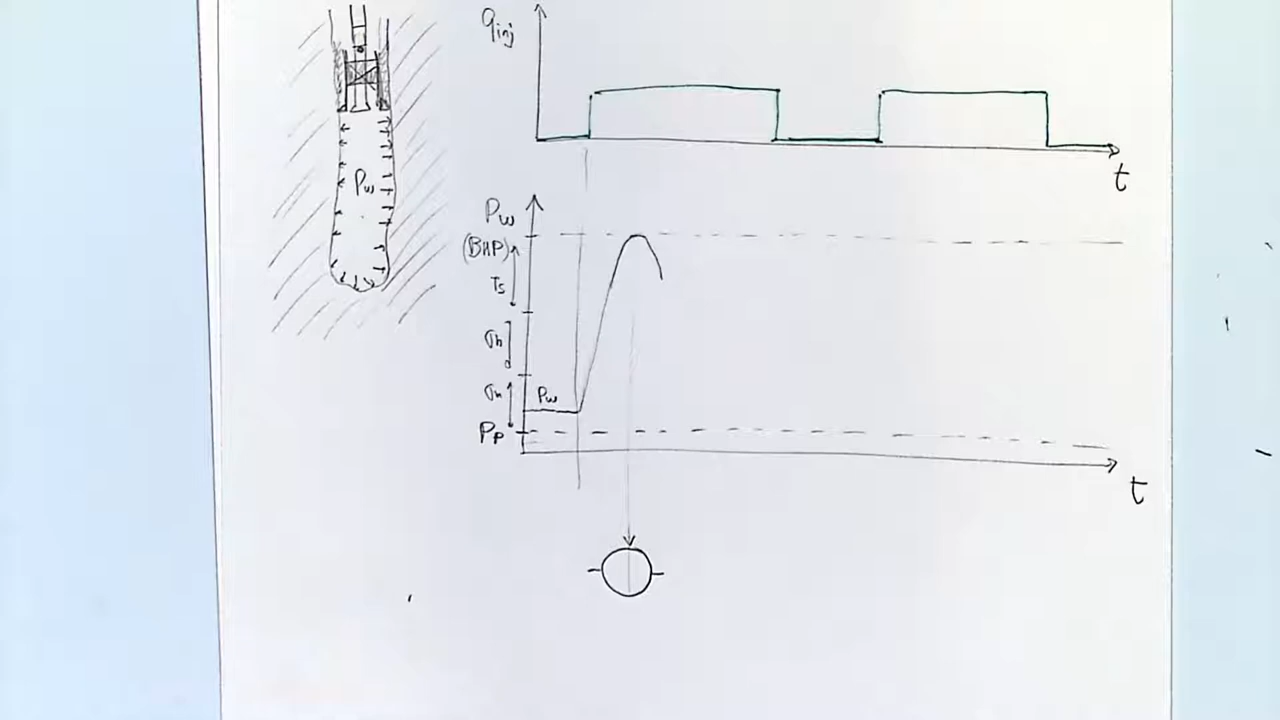 q_inj
t
P_w
P_w
(BHP)
T_s
σ_h
σ_h
P_w
P_p
t